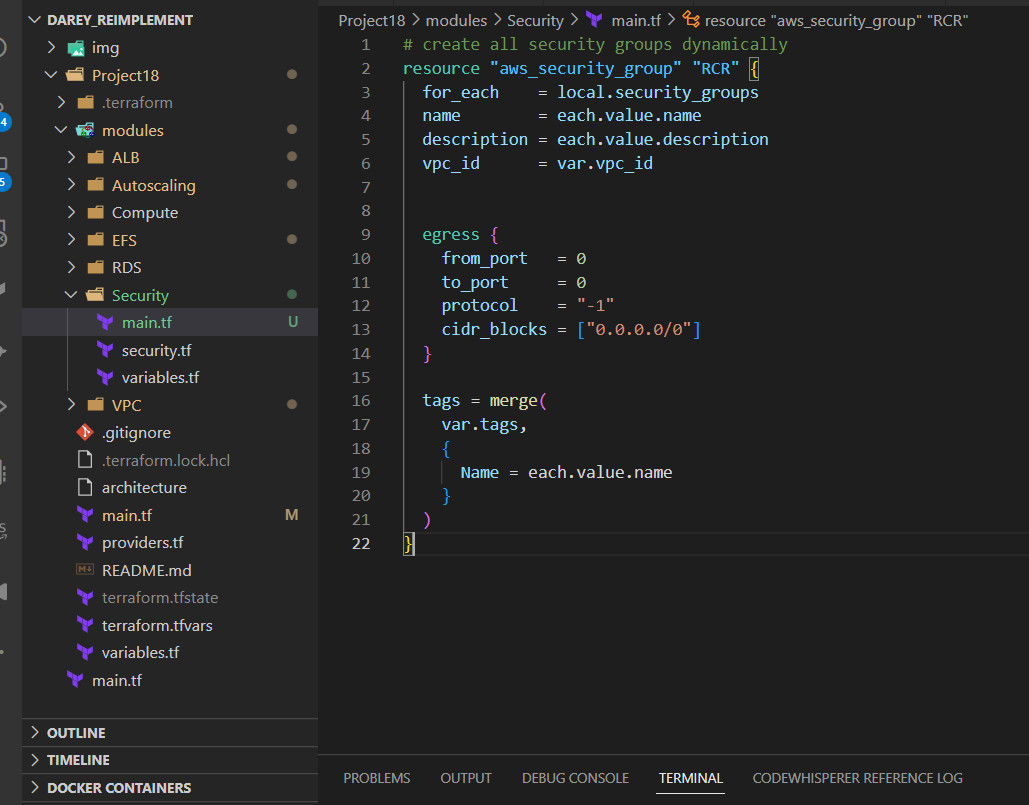 DAREY_REIMPLEMENT
img
Project18
.terraform
modules
ALB
Autoscaling
Compute
EFS
RDS
Security
main.tf U
security.tf
variables.tf
VPC
.gitignore
.terraform.lock.hcl
architecture
main.tf M
providers.tf
README.md
terraform.tfstate
terraform.tfvars
variables.tf
main.tf
OUTLINE
TIMELINE
DOCKER CONTAINERS
4
5
Project18 > modules > Security > main.tf > resource "aws_security_group" "RCR"
1 # create all security groups dynamically
2 resource "aws_security_group" "RCR" {
3 for_each = local.security_groups
4 name = each.value.name
5 description = each.value.description
6 vpc_id = var.vpc_id
7
8
9 egress {
10 from_port = 0
11 to_port = 0
12 protocol = "-1"
13 cidr_blocks = ["0.0.0.0/0"]
14 }
15
16 tags = merge(
17 var.tags,
18 {
19 Name = each.value.name
20 }
21 )
22 }
PROBLEMS OUTPUT DEBUG CONSOLE TERMINAL CODEWHISPERER REFERENCE LOG